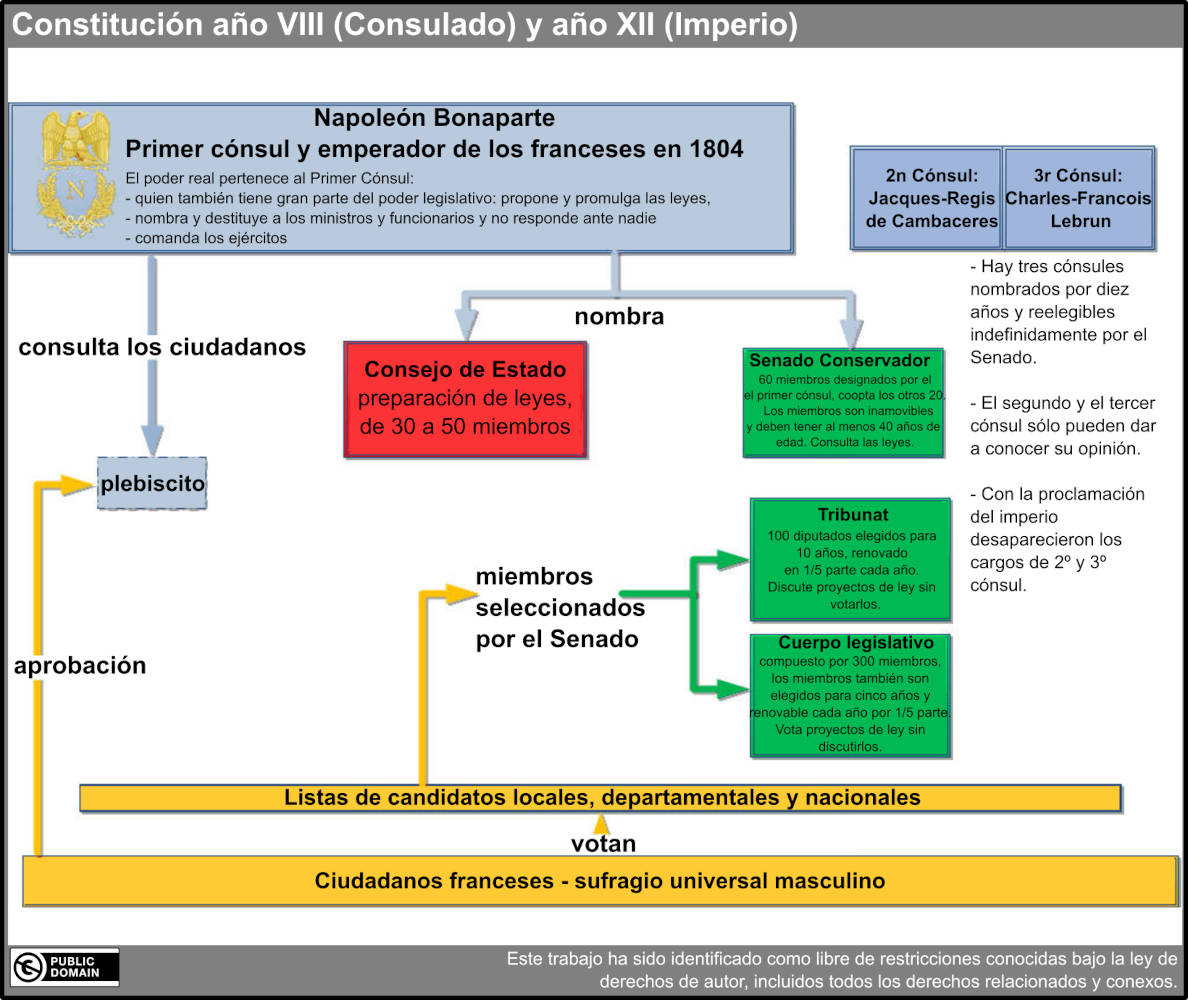 Constitución año VIII (Consulado) y año XII (Imperio)
Napoleón Bonaparte
Primer cónsul y emperador de los franceses en 1804
El poder real pertenece al Primer Cónsul:
- quien también tiene gran parte del poder legislativo: propone y promulga las leyes,
- nombra y destituye a los ministros y funcionarios y no responde ante nadie
- comanda los ejércitos
N
2n Cónsul:
Jacques-Regis
de Cambaceres
3r Cónsul:
Charles-Francois
Lebrun
- Hay tres cónsules
nombrados por diez
años y reelegibles
indefinidamente por el
Senado.
- El segundo y el tercer
cónsul sólo pueden dar
a conocer su opinión.
- Con la proclamación
del imperio
desaparecieron los
cargos de 2º y 3º
cónsul.
consulta los ciudadanos
nombra
Consejo de Estado
preparación de leyes,
de 30 a 50 miembros
Senado Conservador
60 miembros designados por el
el primer cónsul, coopta los otros 20.
Los miembros son inamovibles
y deben tener al menos 40 años de
edad. Consulta las leyes.
plebiscito
Tribunat
100 diputados elegidos para
10 años, renovado
en 1/5 parte cada año.
Discute proyectos de ley sin
votarlos.
miembros
seleccionados
por el Senado
Cuerpo legislativo
compuesto por 300 miembros,
los miembros también son
elegidos para cinco años y
renovable cada año por 1/5 parte.
Vota proyectos de ley sin
discutirlos.
aprobación
Listas de candidatos locales, departamentales y nacionales
votan
Ciudadanos franceses - sufragio universal masculino
PUBLIC
DOMAIN
Este trabajo ha sido identificado como libre de restricciones conocidas bajo la ley de
derechos de autor, incluidos todos los derechos relacionados y conexos.